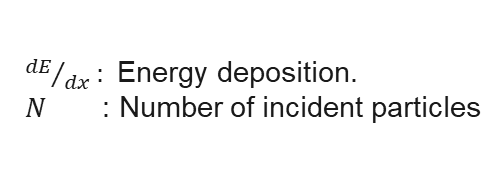 dE/dx : Energy deposition.
N : Number of incident particles